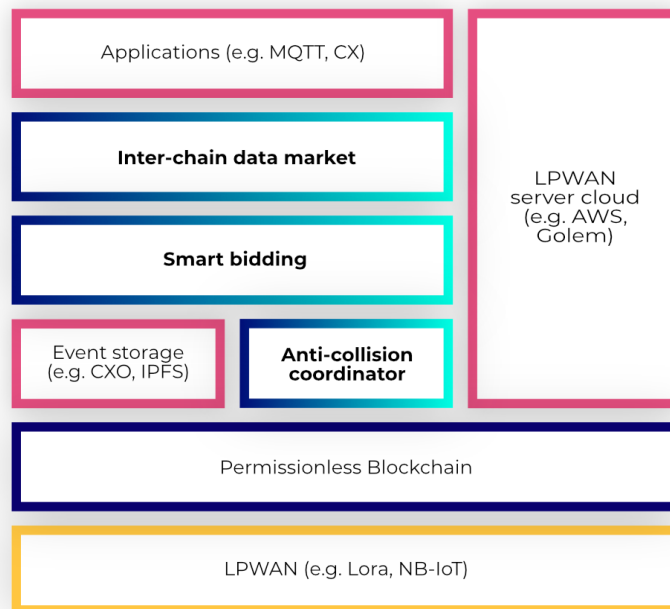 Applications (e.g. MQTT, CX)
Inter-chain data market
Smart bidding
Event storage
(e.g. CXO, IPFS)
Anti-collision
coordinator
LPWAN
server cloud
(e.g. AWS,
Golem)
Permissionless Blockchain
LPWAN (e.g. Lora, NB-IoT)